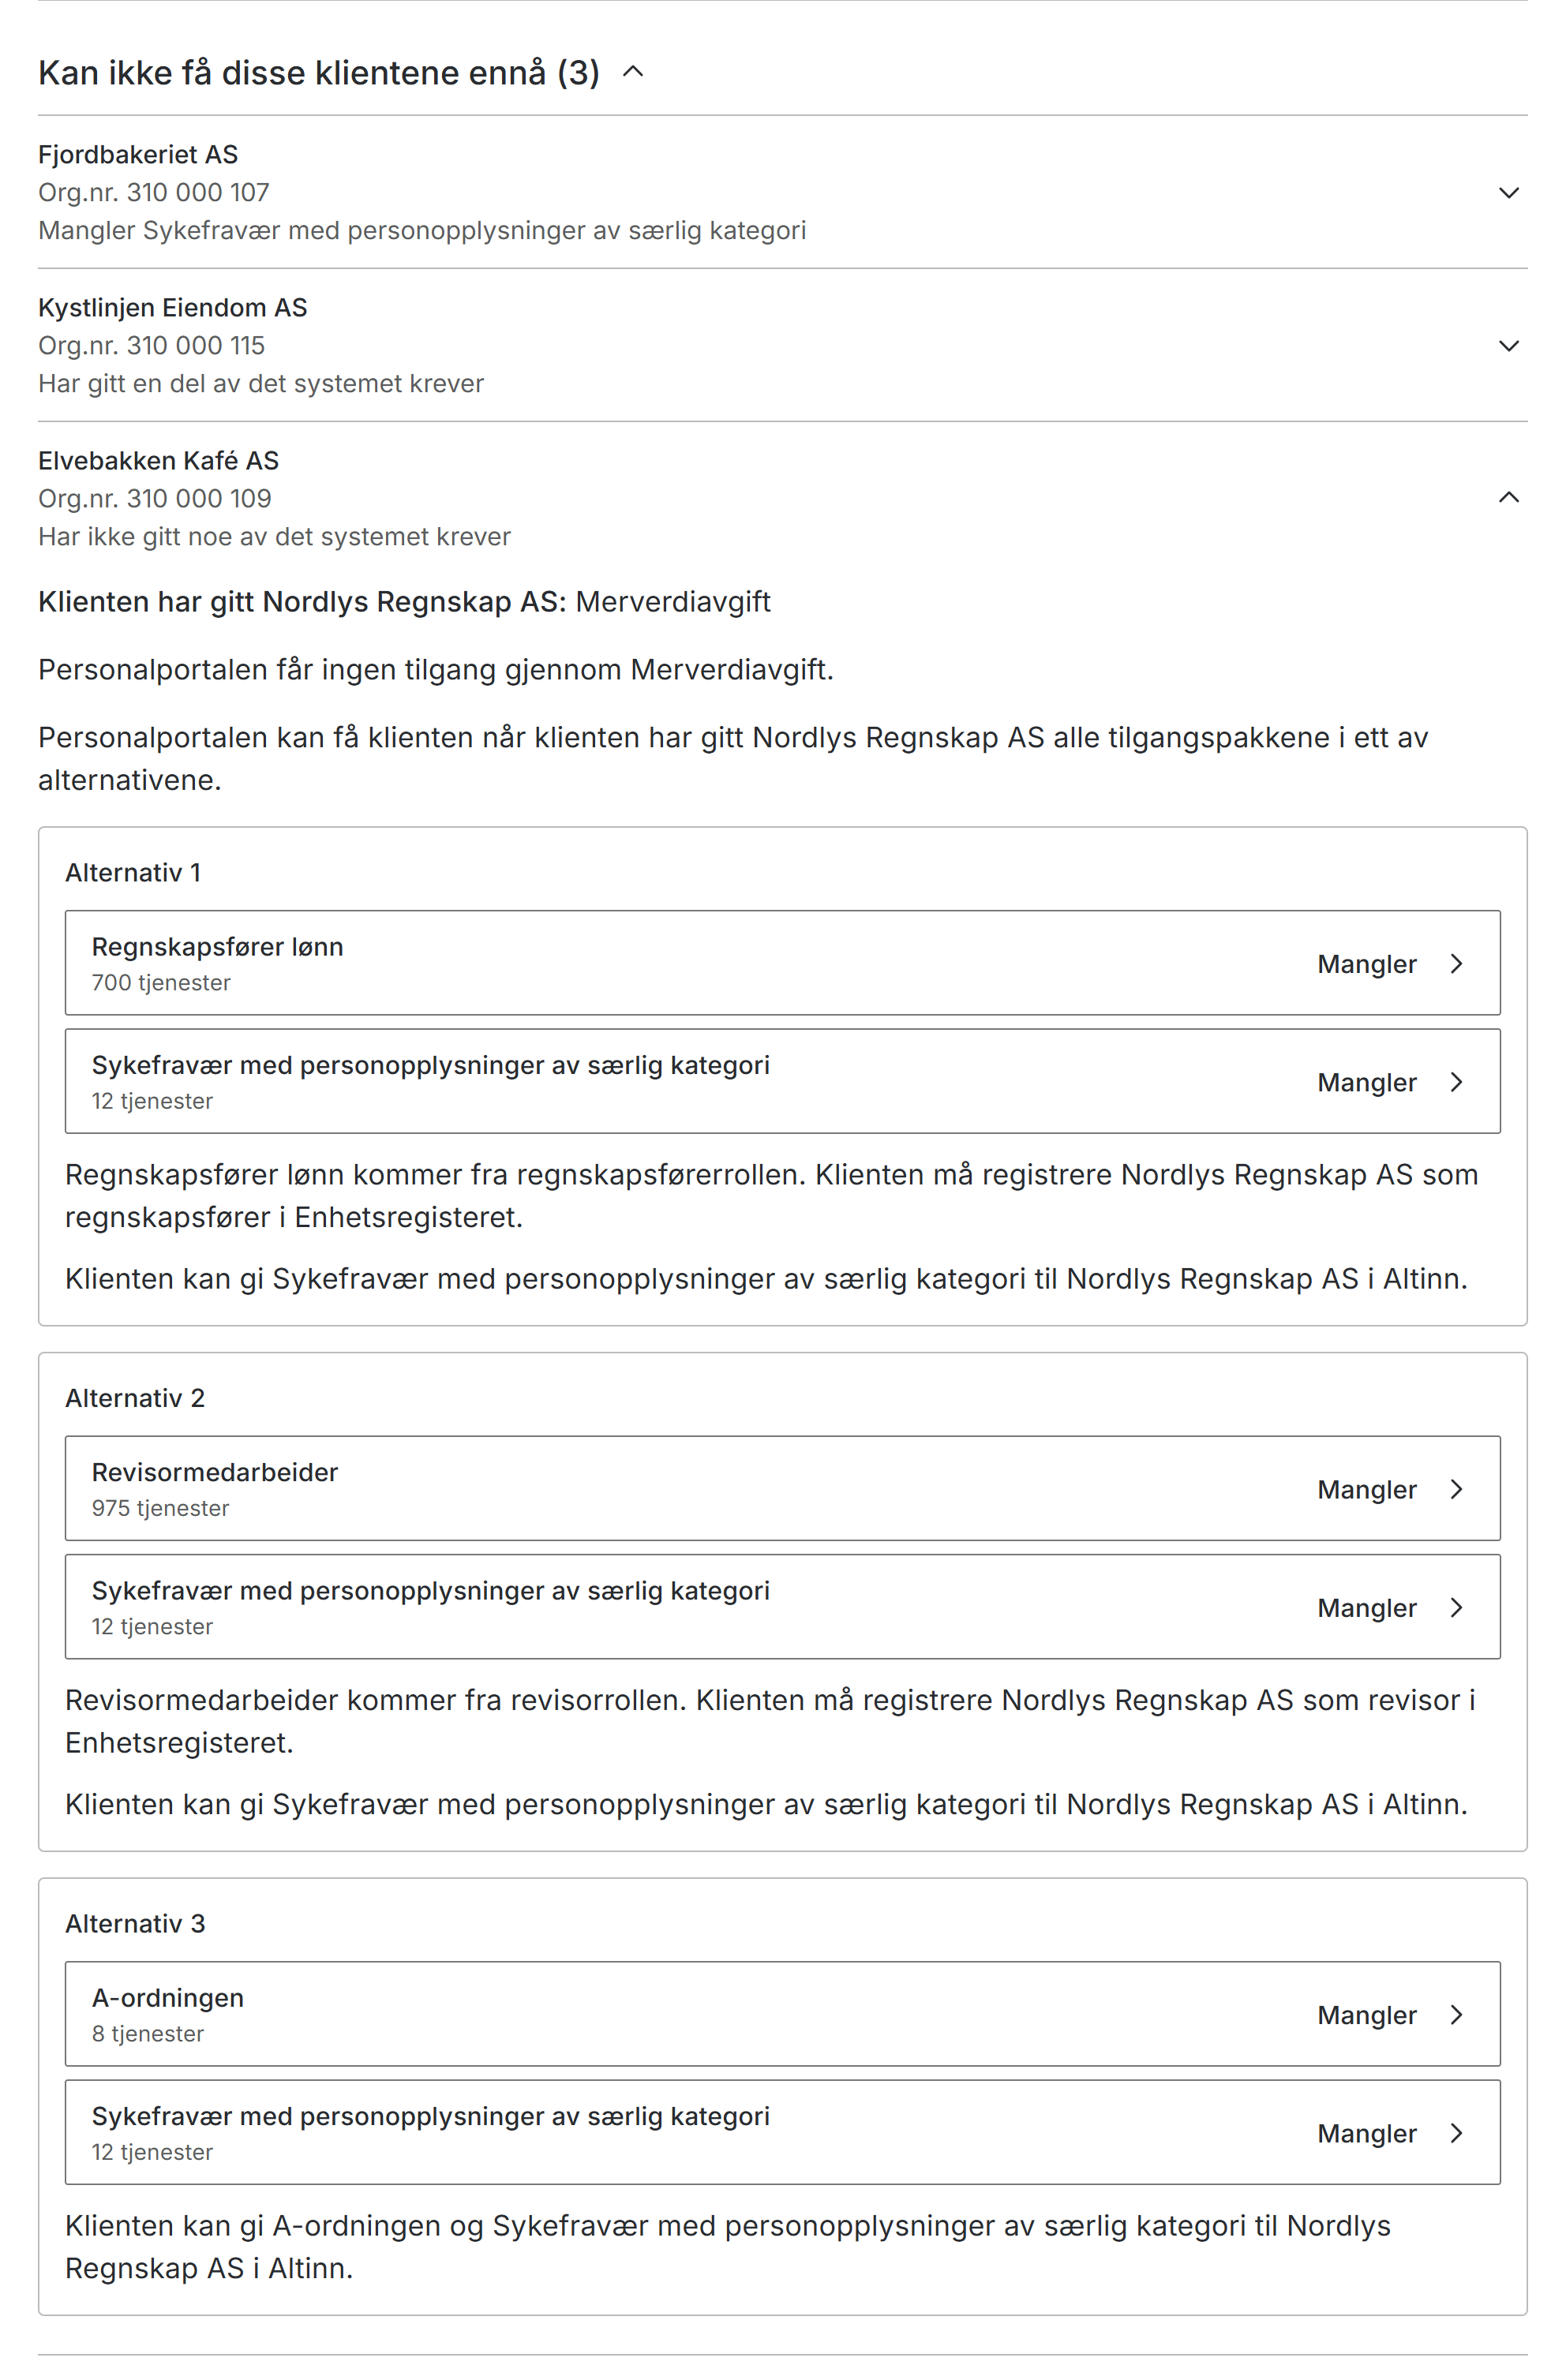 Kan ikke få disse klientene ennå (3)
Fjordbakeriet AS
Org.nr. 310 000 107
Mangler Sykefravær med personopplysninger av særlig kategori
Kystlinjen Eiendom AS
Org.nr. 310 000 115
Har gitt en del av det systemet krever
Elvebakken Kafé AS
Org.nr. 310 000 109
Har ikke gitt noe av det systemet krever
Klienten har gitt Nordlys Regnskap AS: Merverdiavgift
Personalportalen får ingen tilgang gjennom Merverdiavgift.
Personalportalen kan få klienten når klienten har gitt Nordlys Regnskap AS alle tilgangspakkene i ett av
alternativene.
Alternativ 1
Regnskapsfører lønn
700 tjenester
Mangler
Sykefravær med personopplysninger av særlig kategori
12 tjenester
Mangler
Regnskapsfører lønn kommer fra regnskapsførerrollen. Klienten må registrere Nordlys Regnskap AS som
regnskapsfører i Enhetsregisteret.
Klienten kan gi Sykefravær med personopplysninger av særlig kategori til Nordlys Regnskap AS i Altinn.
Alternativ 2
Revisormedarbeider
975 tjenester
Mangler
Sykefravær med personopplysninger av særlig kategori
12 tjenester
Mangler
Revisormedarbeider kommer fra revisorrollen. Klienten må registrere Nordlys Regnskap AS som revisor i
Enhetsregisteret.
Klienten kan gi Sykefravær med personopplysninger av særlig kategori til Nordlys Regnskap AS i Altinn.
Alternativ 3
A-ordningen
8 tjenester
Mangler
Sykefravær med personopplysninger av særlig kategori
12 tjenester
Mangler
Klienten kan gi A-ordningen og Sykefravær med personopplysninger av særlig kategori til Nordlys
Regnskap AS i Altinn.